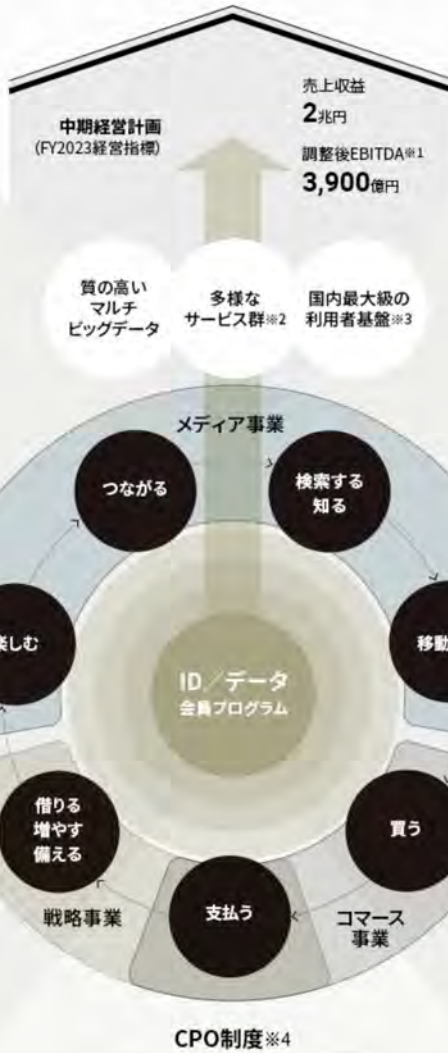 中期経営計画
(FY2023経営指標)
売上収益
2兆円
調整後EBITDA※1
3,900億円
質の高い
マルチ
ビッグデータ
多様な
サービス群※2
国内最大級の
利用者基盤※3
メディア事業
つながる
検索する
知る
楽しむ
移動
ID／データ
会員プログラム
借りる
増やす
備える
買う
戦略事業
支払う
コマース
事業
CPO制度※4